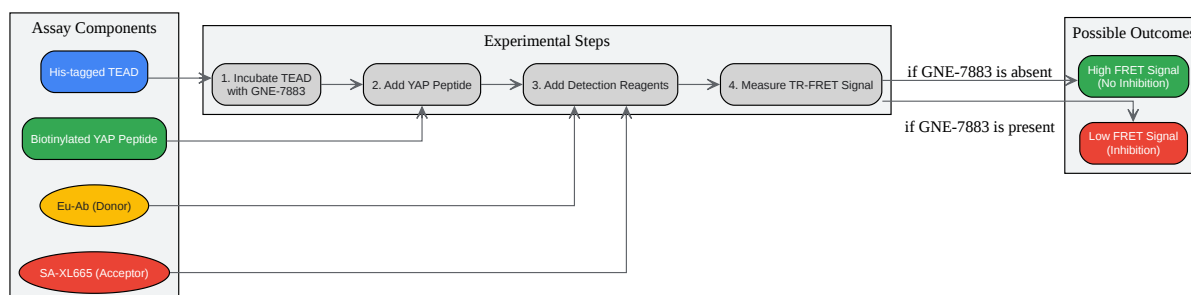 Assay Components
His-tagged TEAD
Biotinylated YAP Peptide
Eu-Ab (Donor)
SA-XL665 (Acceptor)
Experimental Steps
1. Incubate TEAD
with GNE-7883
2. Add YAP Peptide
3. Add Detection Reagents
4. Measure TR-FRET Signal
if GNE-7883 is absent
if GNE-7883 is present
Possible Outcomes
High FRET Signal
(No Inhibition)
Low FRET Signal
(Inhibition)